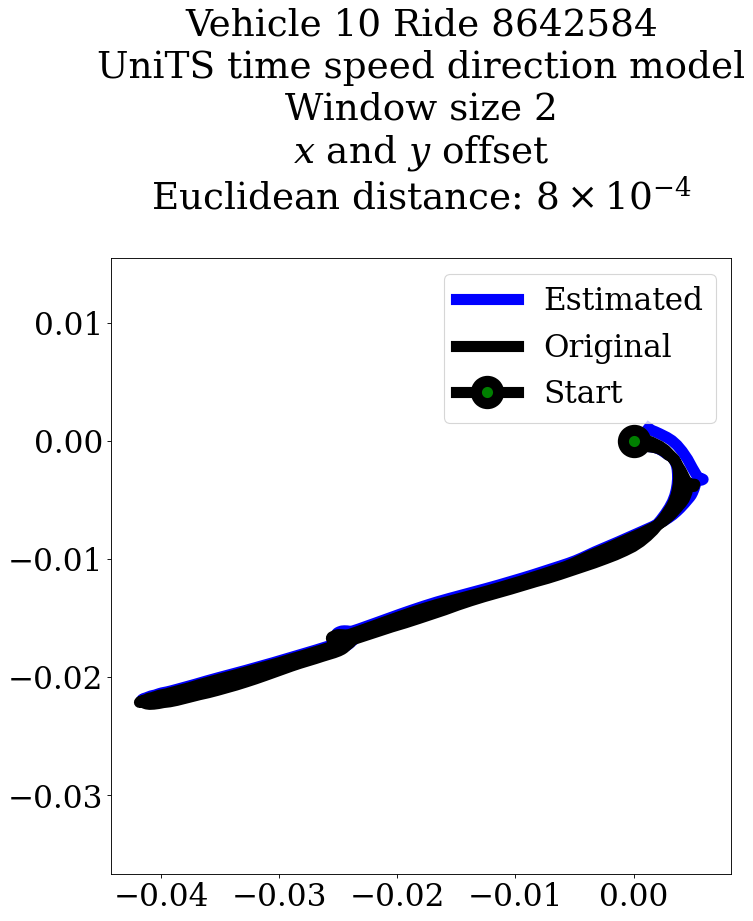 Vehicle 10 Ride 8642584
UniTS time speed direction model
Window size 2
x and y offset
Euclidean distance: 8 × 10⁻⁴
Estimated
Original
Start
0.01
0.00
−0.01
−0.02
−0.03
−0.04 −0.03 −0.02 −0.01 0.00